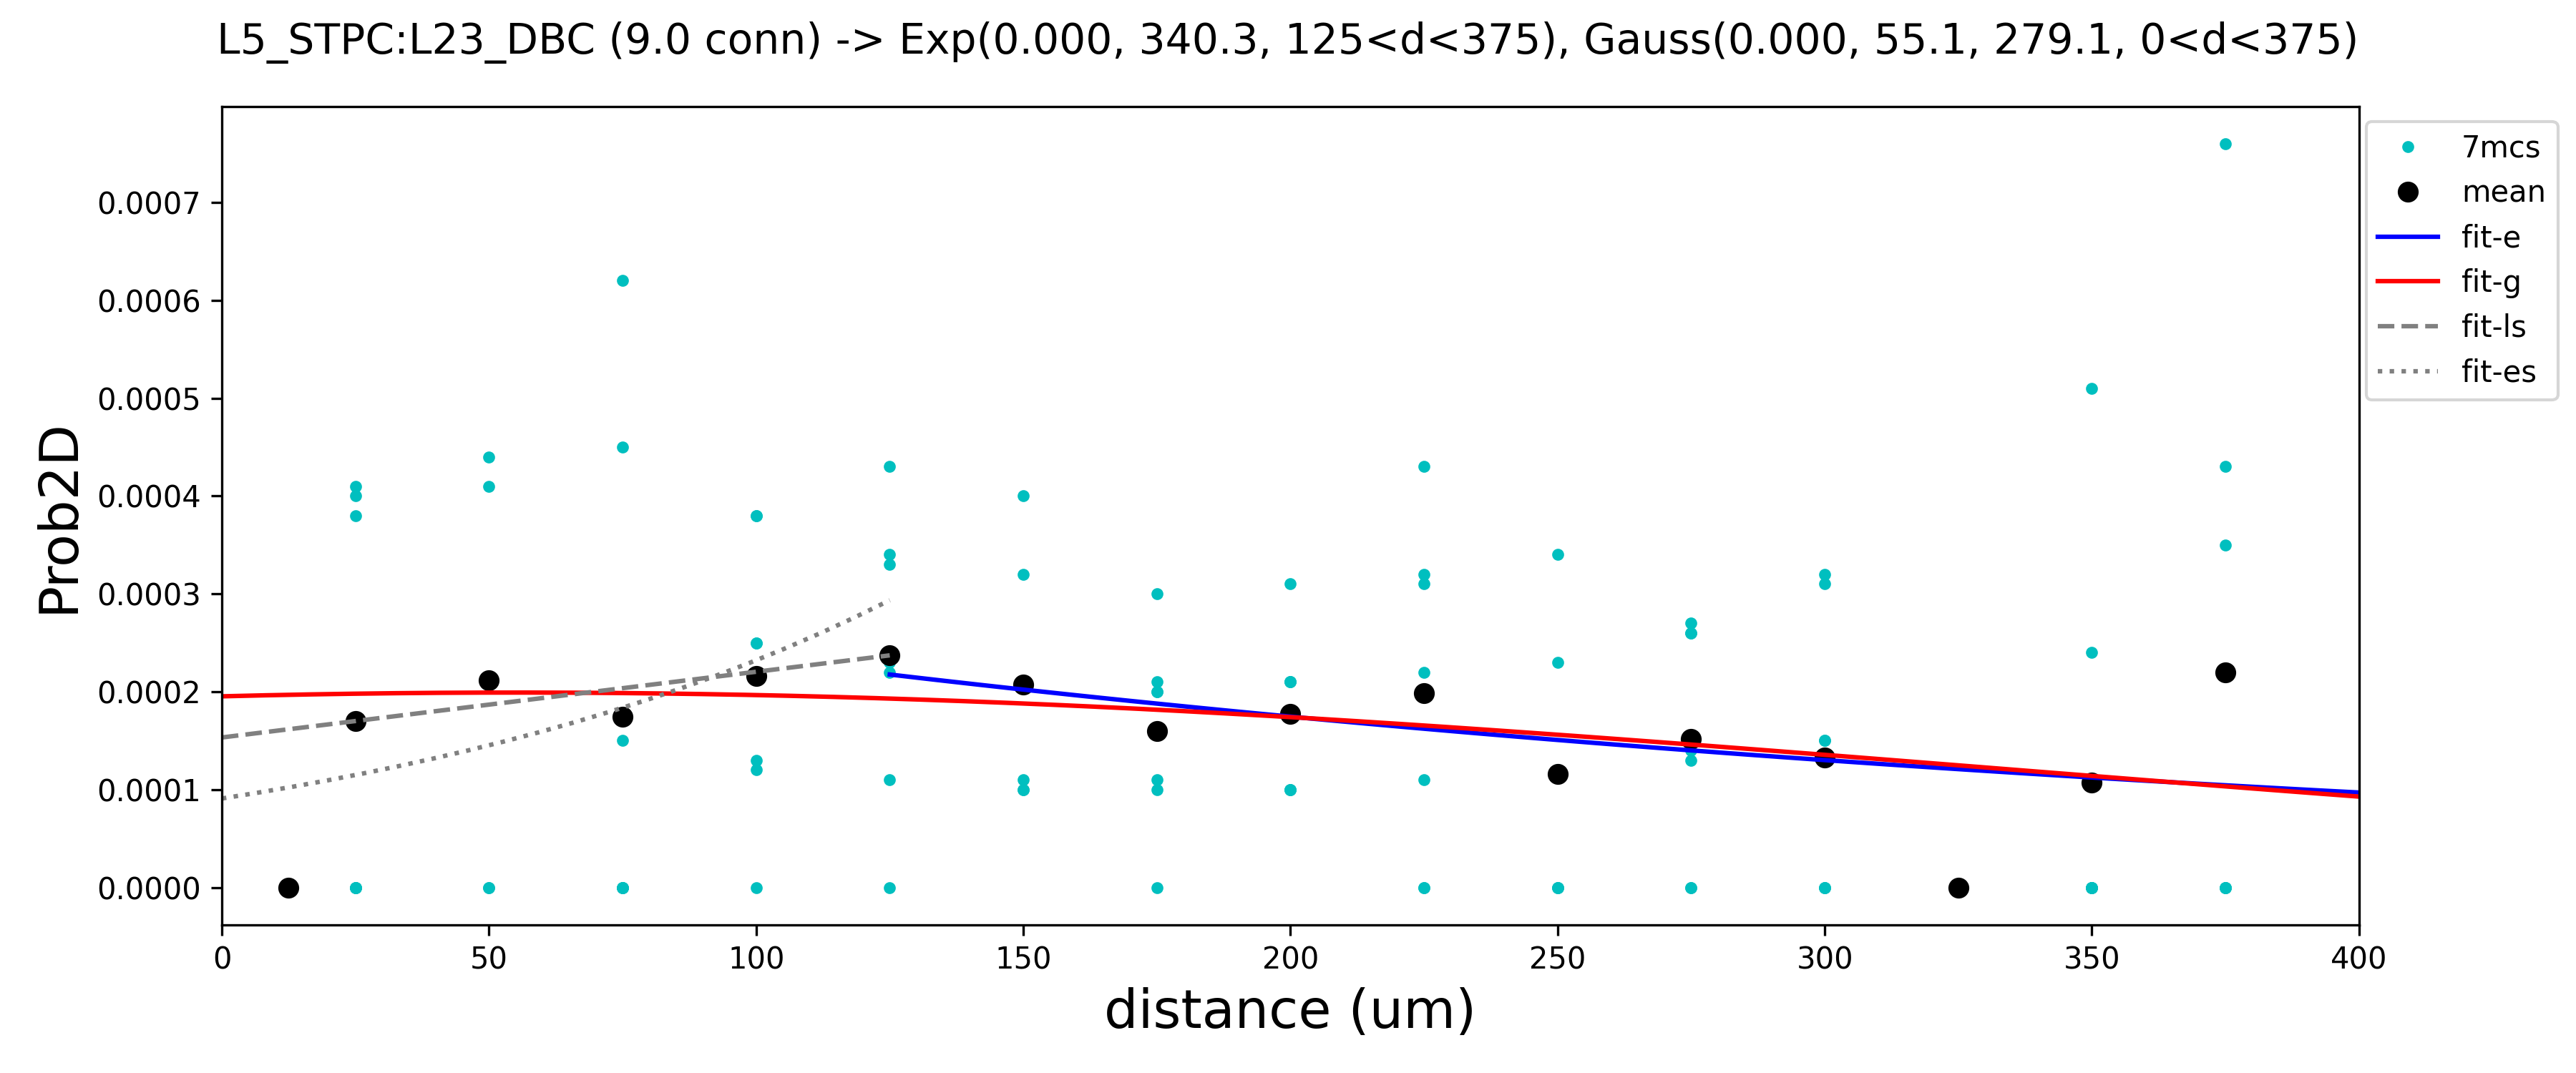 L5_STPC:L23_DBC (9.0 conn) -> Exp(0.000, 340.3, 125<d<375), Gauss(0.000, 55.1, 279.1, 0<d<375)
7mcs
mean
fit-e
fit-g
fit-ls
fit-es
Prob2D
0.0007
0.0006
0.0005
0.0004
0.0003
0.0002
0.0001
0.0000
0
50
100
150
200
250
300
350
400
distance (um)